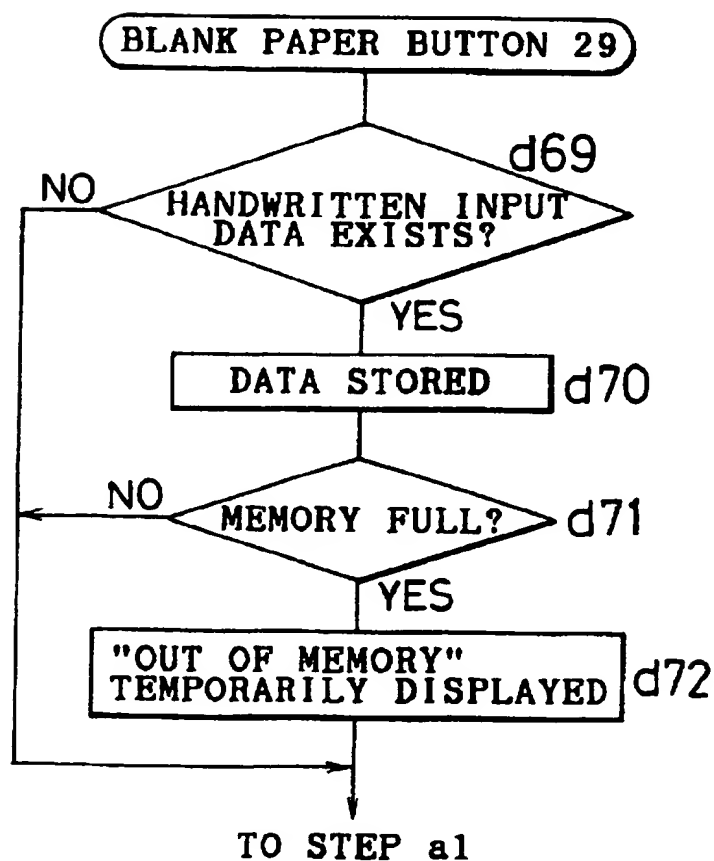 BLANK PAPER BUTTON 29
d69
NO
HANDWRITTEN INPUT
DATA EXISTS?
YES
DATA STORED
d70
NO
MEMORY FULL?
d71
YES
"OUT OF MEMORY"
TEMPORARILY DISPLAYED
d72
TO STEP a1